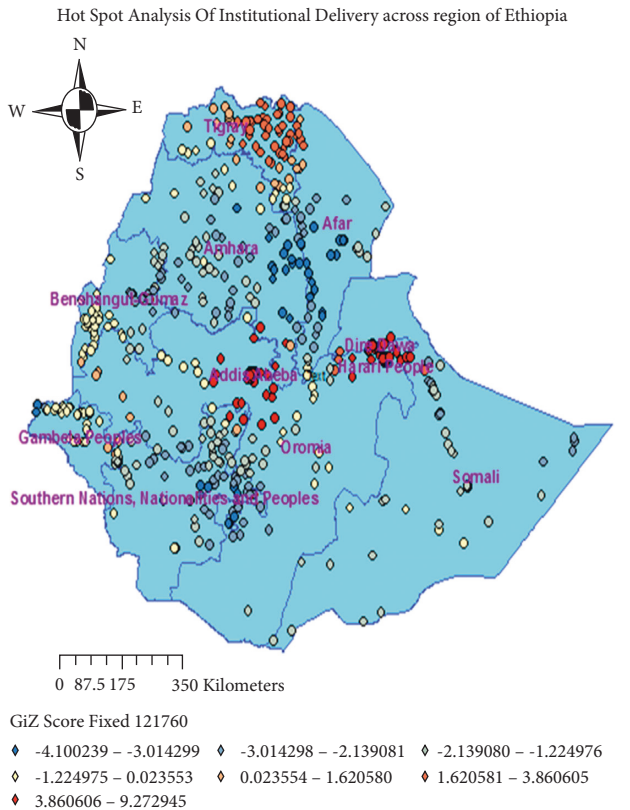 Hot Spot Analysis Of Institutional Delivery across region of Ethiopia
N
W E
S
Tigray
Afar
Amhara
Benshangul-Gumaz
Dire Dawa
Addis Abeba Harari People
Gambela Peoples
Oromia
Somali
Southern Nations, Nationalities and Peoples
0 87.5 175 350 Kilometers
GiZ Score Fixed 121760
-4.100239 – -3.014299 -3.014298 – -2.139081 -2.139080 – -1.224976
-1.224975 – 0.023553 0.023554 – 1.620580 1.620581 – 3.860605
3.860606 – 9.272945